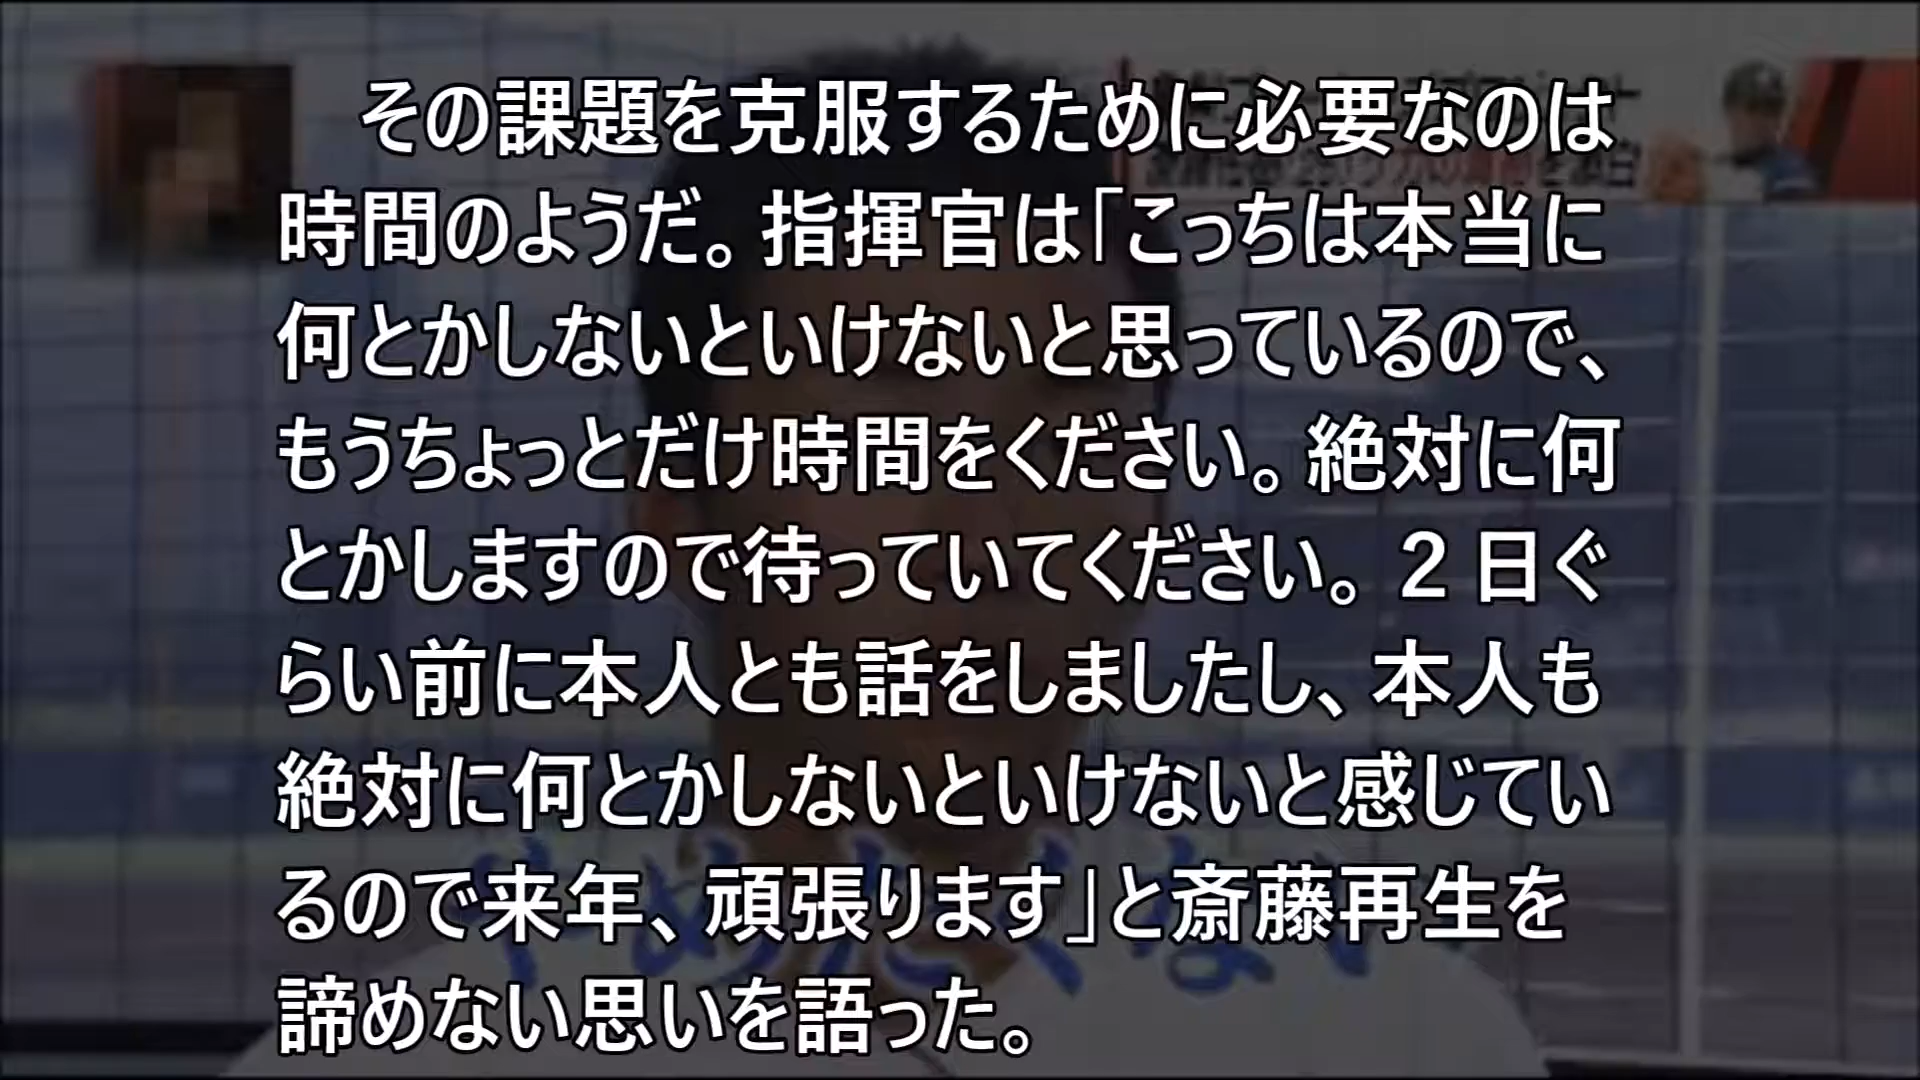 その課題を克服するために必要なのは
時間のようだ。指揮官は「こっちは本当に
何とかしないといけないと思っているので、
もうちょっとだけ時間をください。絶対に何
とかしますので待っていてください。２日ぐ
らい前に本人とも話をしましたし、本人も
絶対に何とかしないといけないと感じてい
るので来年、頑張ります」と斎藤再生を
諦めない思いを語った。